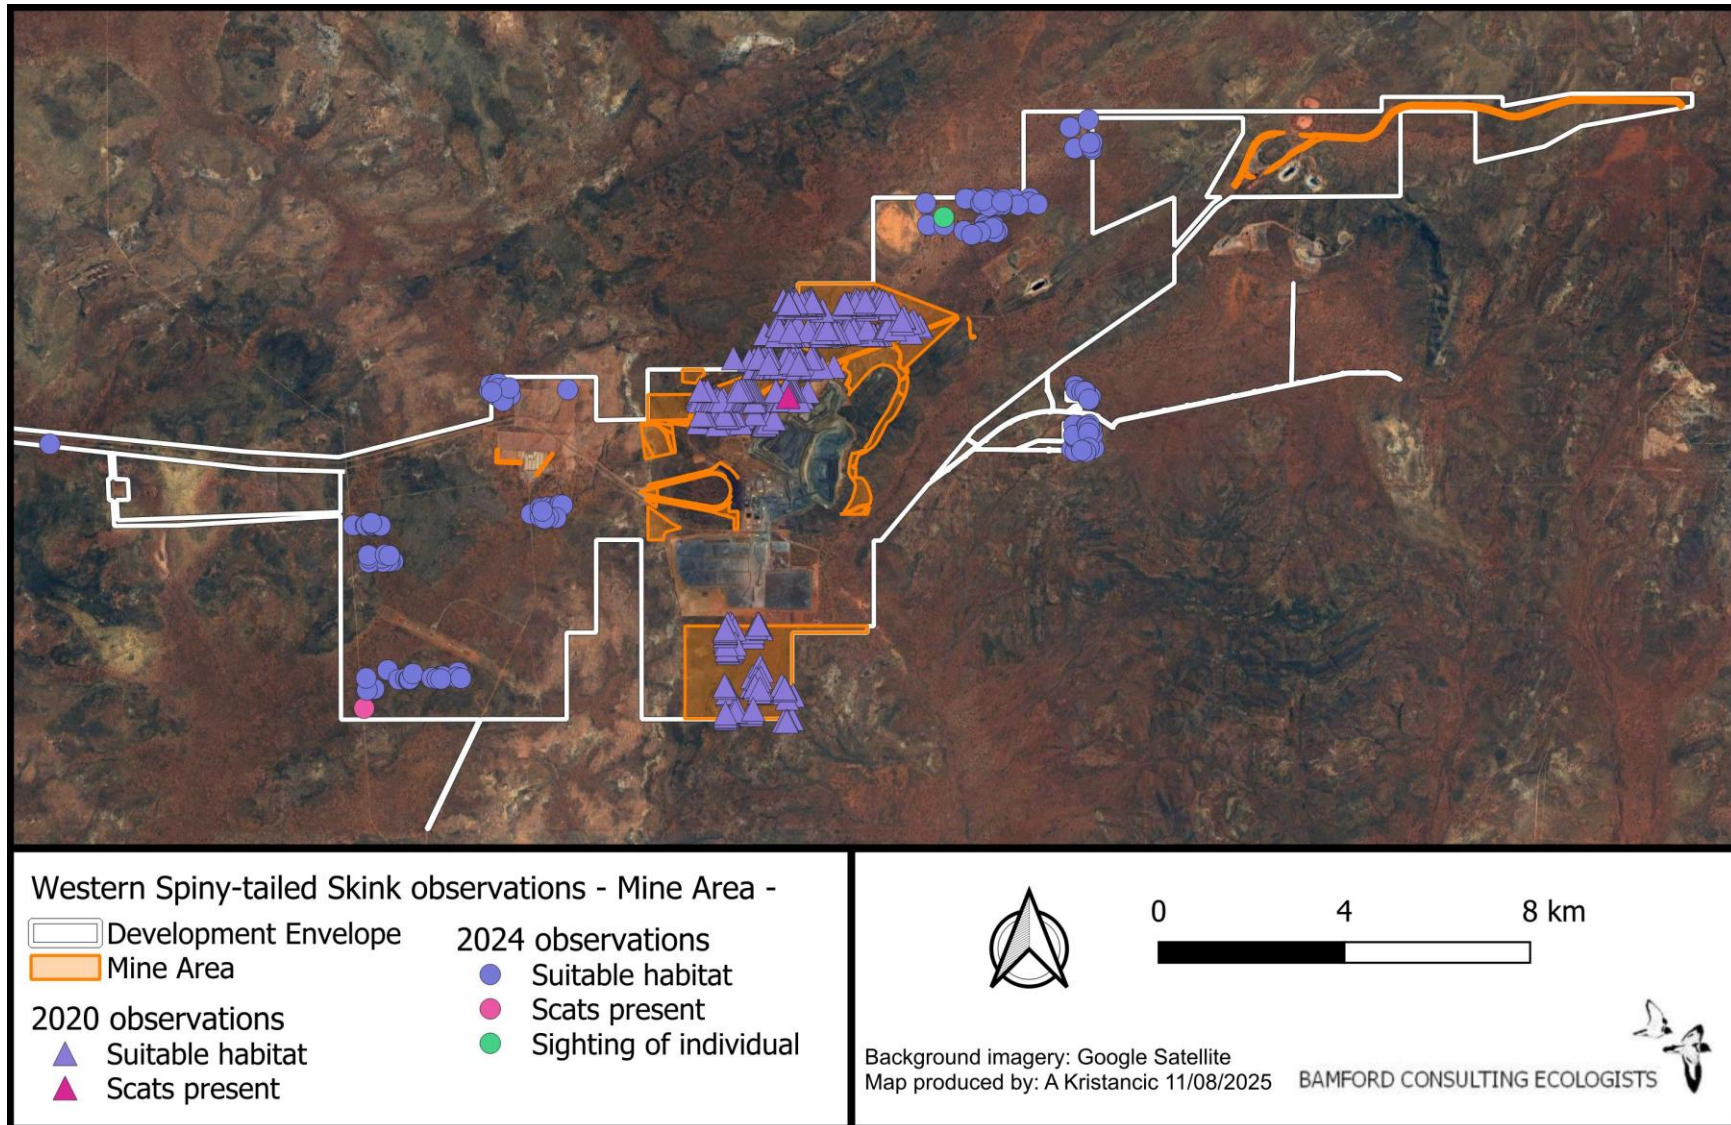 Western Spiny-tailed Skink observations - Mine Area -
Development Envelope
Mine Area
2020 observations
Suitable habitat
Scats present
2024 observations
Suitable habitat
Scats present
Sighting of individual
0 4 8 km
Background imagery: Google Satellite
Map produced by: A Kristancic 11/08/2025
BAMFORD CONSULTING ECOLOGISTS